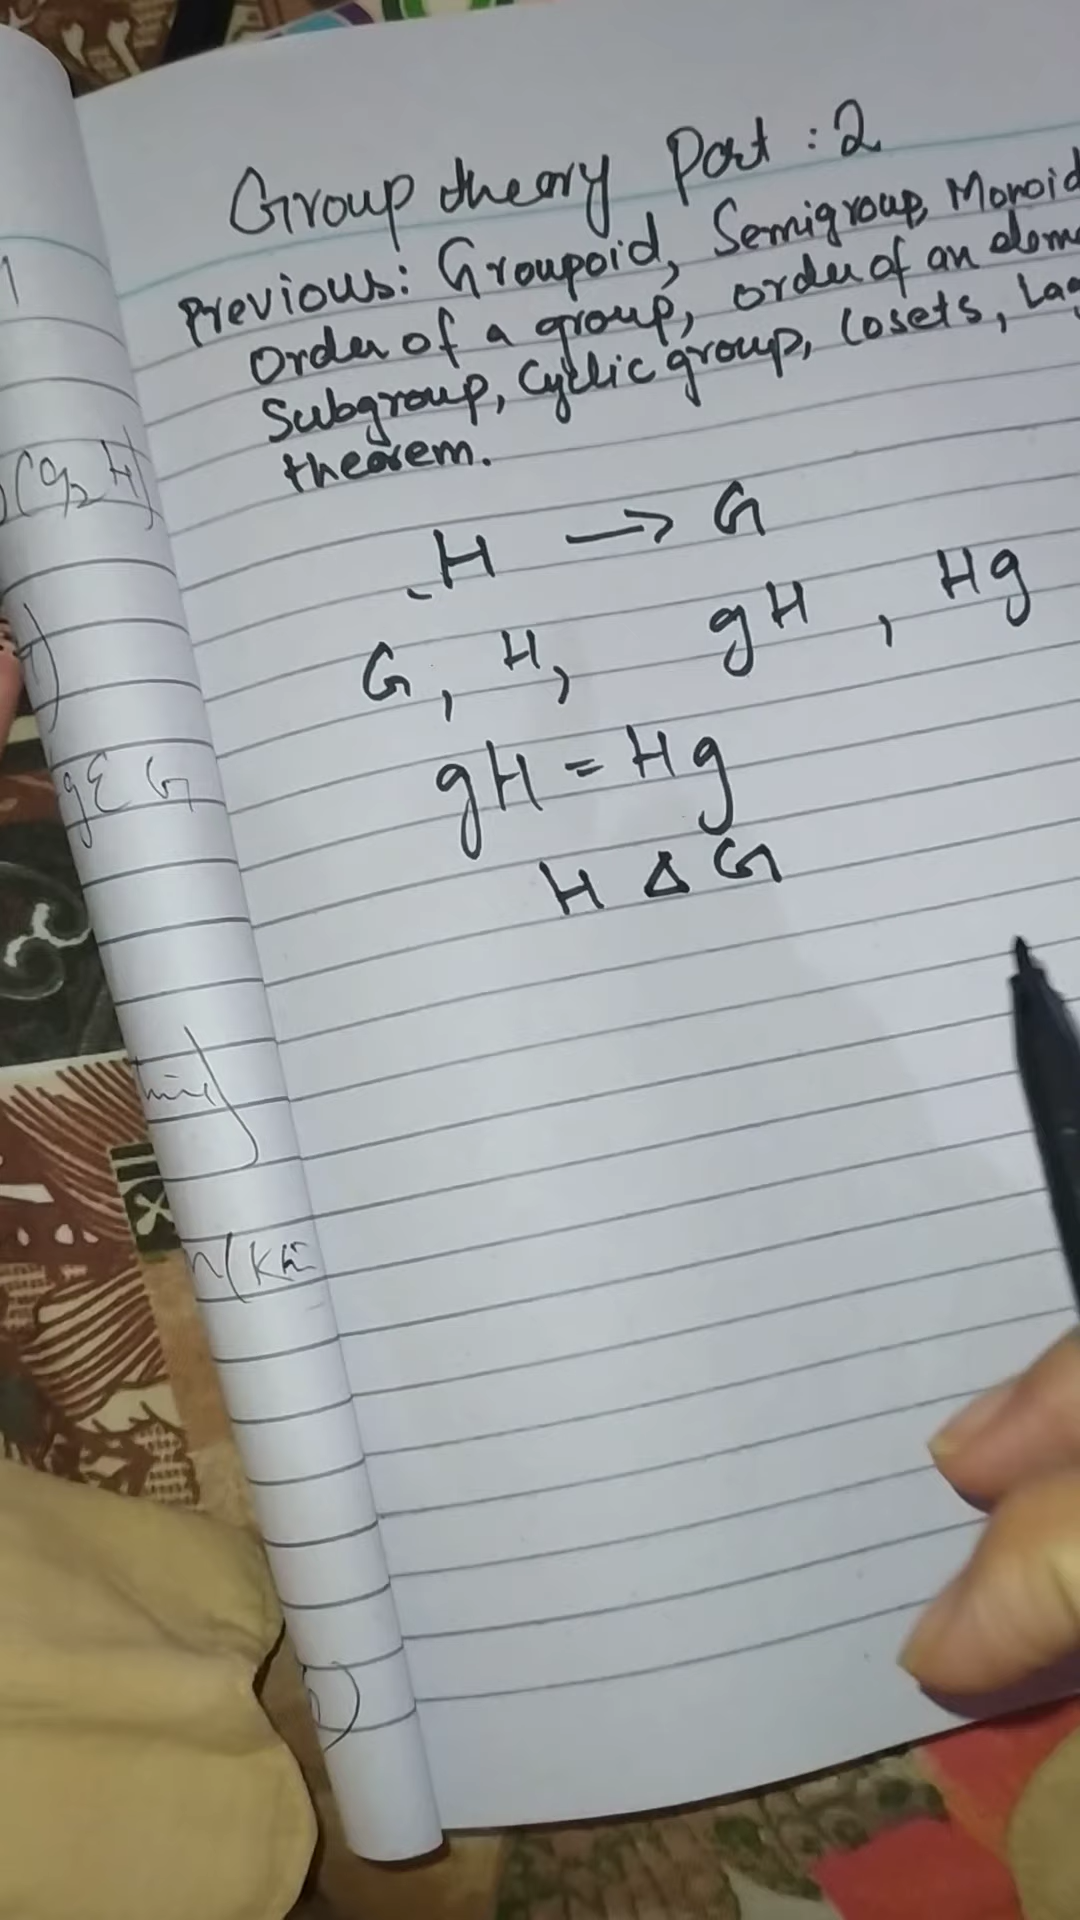 Group theory Part : 2
Previous: Groupoid, Semigroup, Monoid
Order of a group, order of an
Subgroup, Cyclic group, Cosets,
theorem.
H → G
G, H, gH , Hg
gH = Hg
H Δ G
(g₂ H)
g ∈ G